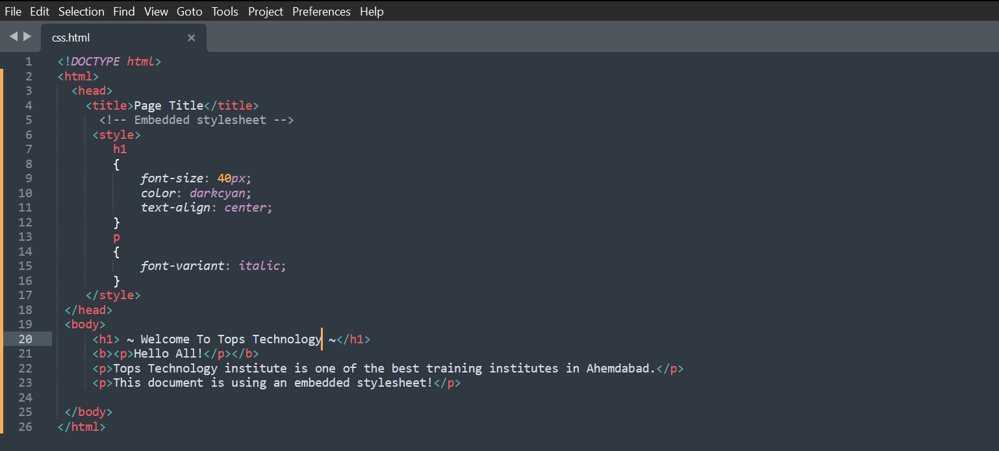 File Edit Selection Find View Goto Tools Project Preferences Help
css.html
1 <!DOCTYPE html>
2 <html>
3 <head>
4 <title>Page Title</title>
5 <!-- Embedded stylesheet -->
6 <style>
7 h1
8 {
9 font-size: 40px;
10 color: darkcyan;
11 text-align: center;
12 }
13 p
14 {
15 font-variant: italic;
16 }
17 </style>
18 </head>
19 <body>
20 <h1> ~ Welcome To Tops Technology ~</h1>
21 <b><p>Hello All!</p></b>
22 <p>Tops Technology institute is one of the best training institutes in Ahemdabad.</p>
23 <p>This document is using an embedded stylesheet!</p>
24
25 </body>
26 </html>